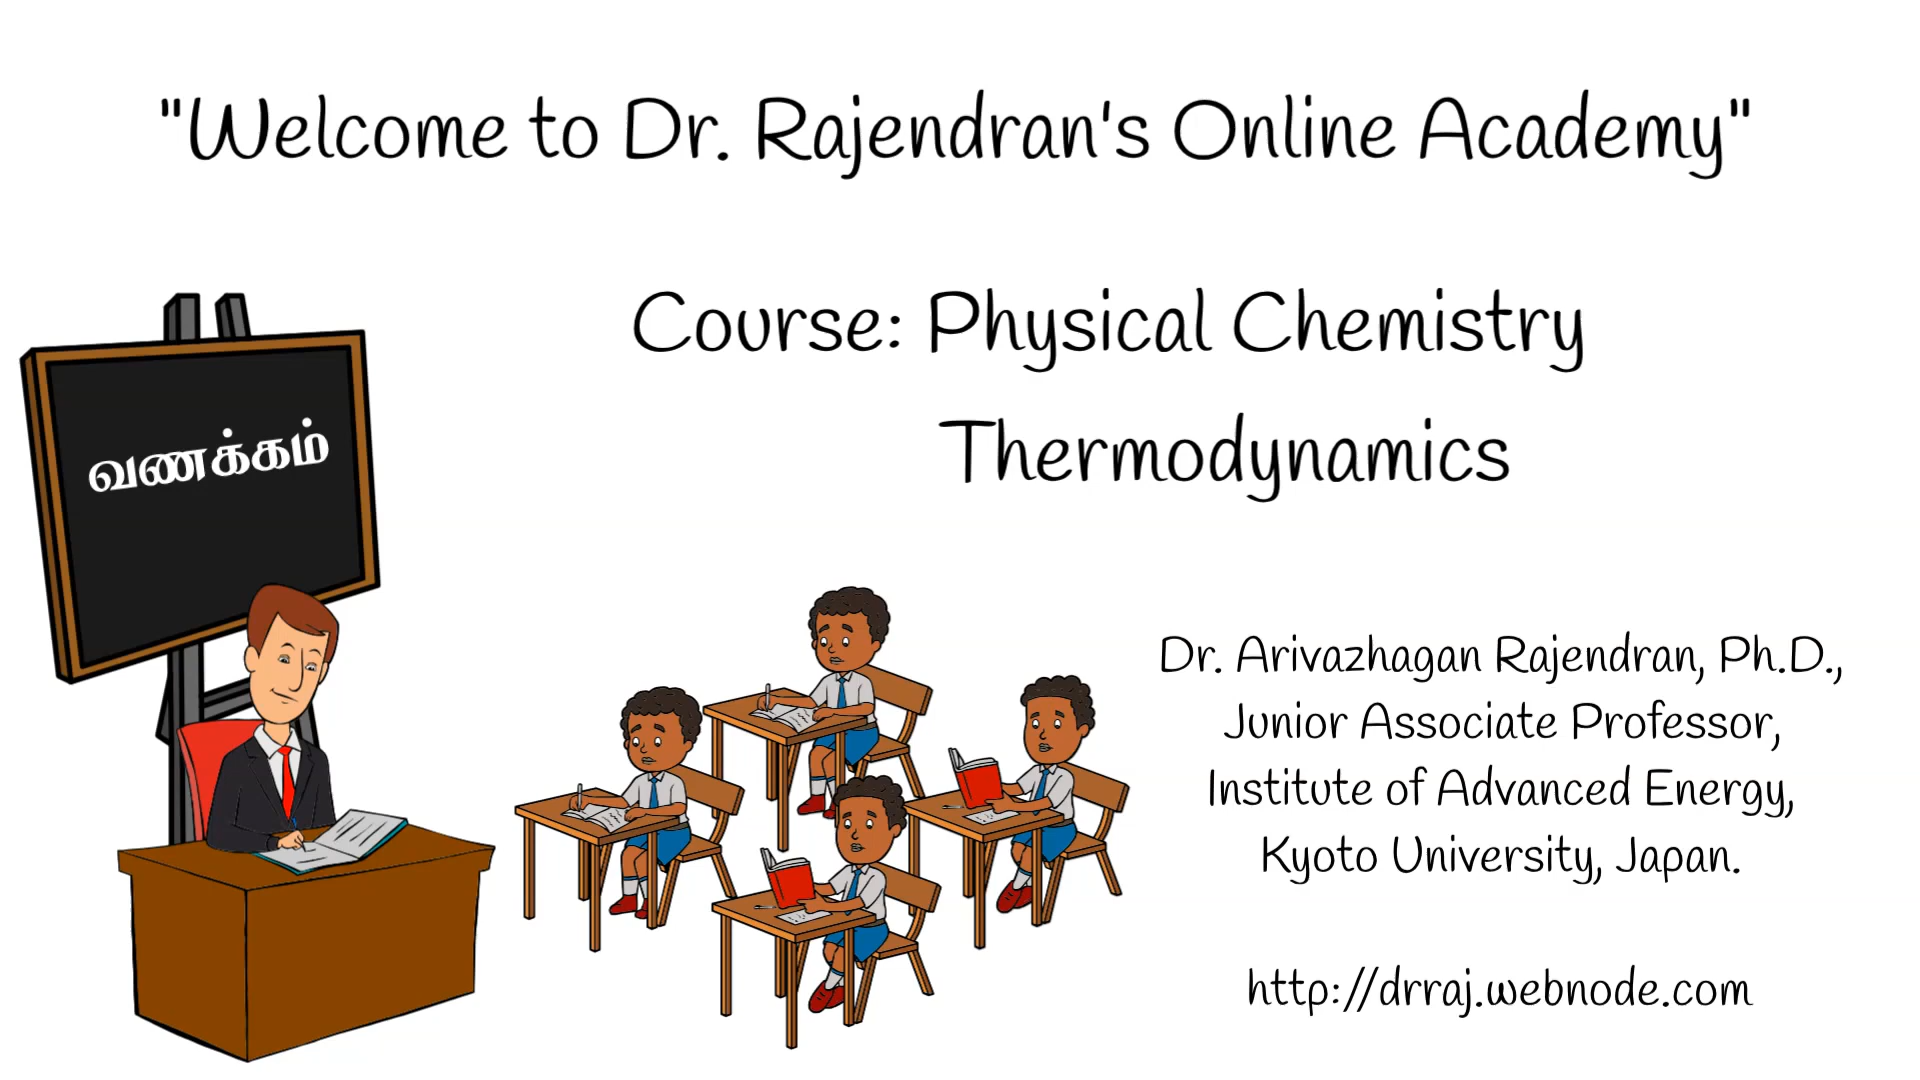 "Welcome to Dr. Rajendran's Online Academy"
Course: Physical Chemistry
Thermodynamics
வணக்கம்
Dr. Arivazhagan Rajendran, Ph.D.,
Junior Associate Professor,
Institute of Advanced Energy,
Kyoto University, Japan.
http://drraj.webnode.com